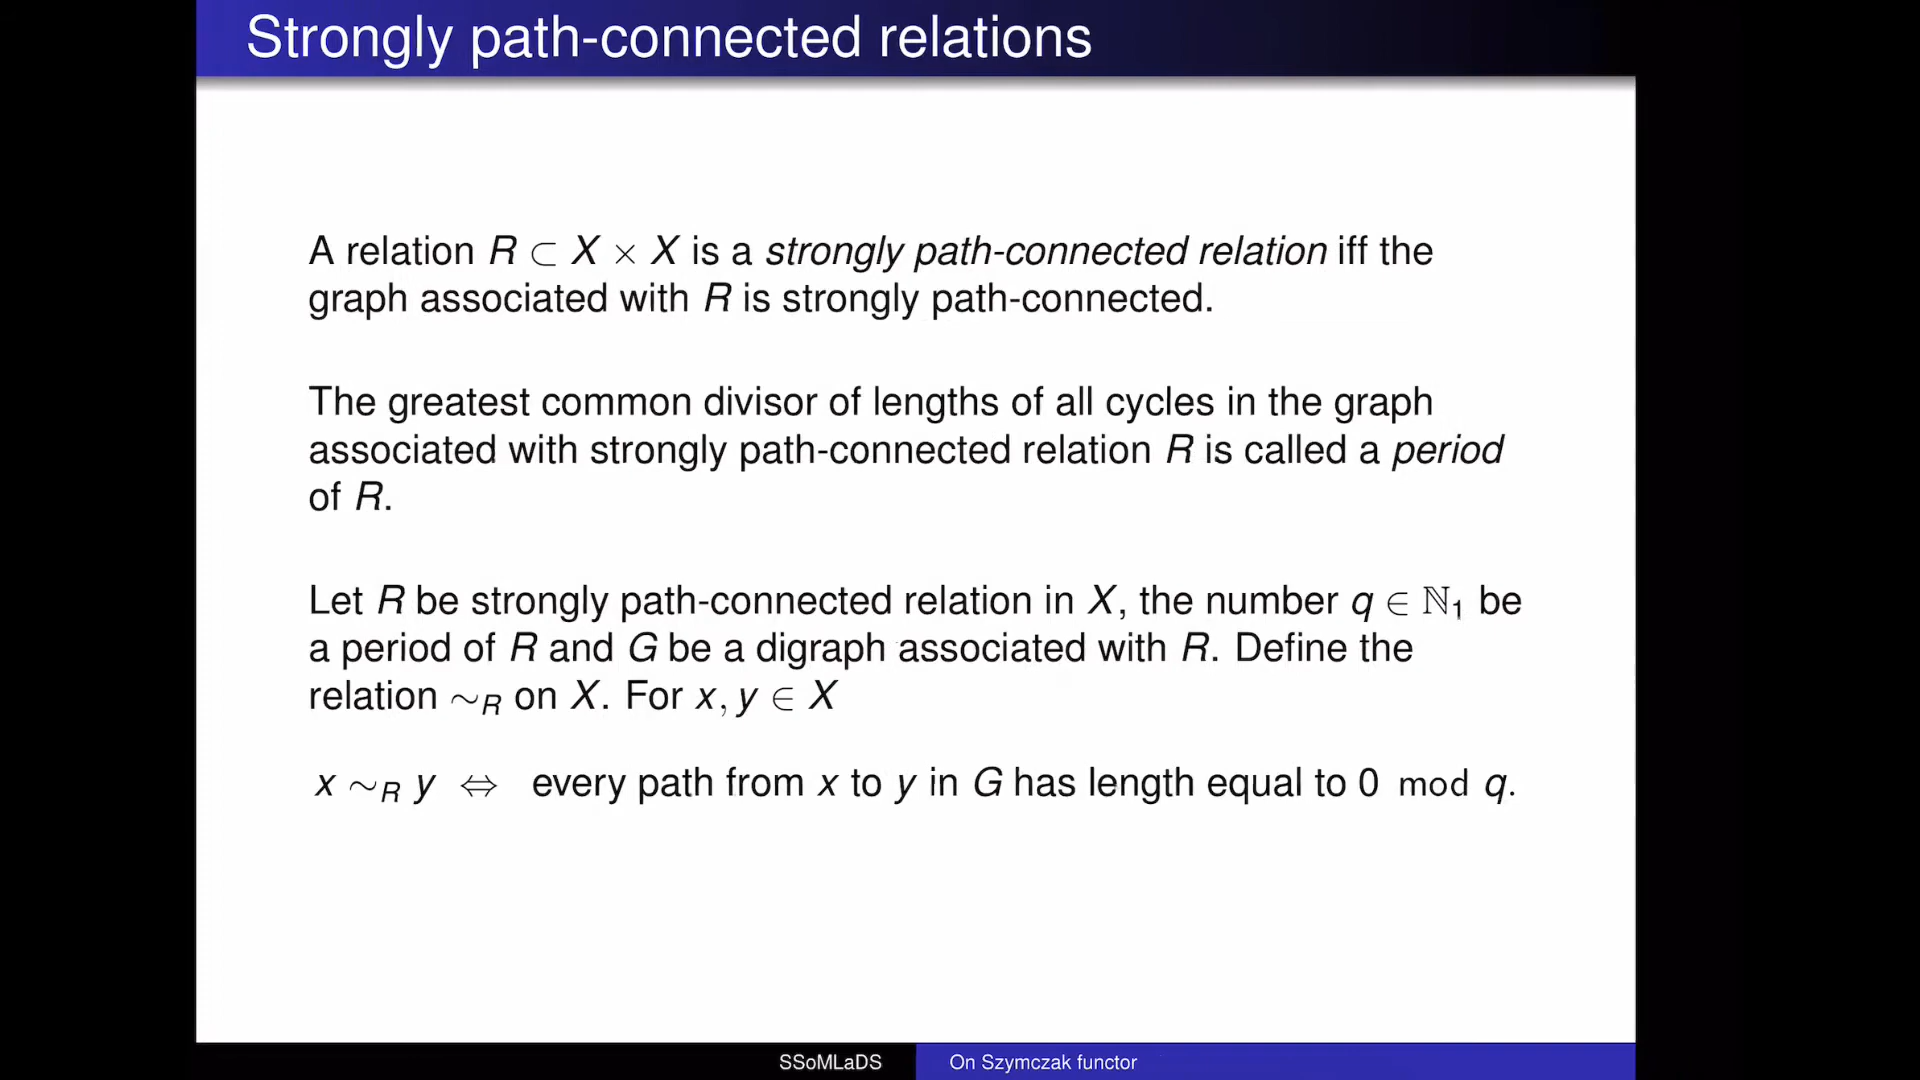 Strongly path-connected relations
A relation R ⊂ X × X is a strongly path-connected relation iff the
graph associated with R is strongly path-connected.
The greatest common divisor of lengths of all cycles in the graph
associated with strongly path-connected relation R is called a period
of R.
Let R be strongly path-connected relation in X, the number q ∈ ℕ₁ be
a period of R and G be a digraph associated with R. Define the
relation ∼_R on X. For x, y ∈ X
x ∼_R y ⇔ every path from x to y in G has length equal to 0 mod q.
SSoMLaDS On Szymczak functor